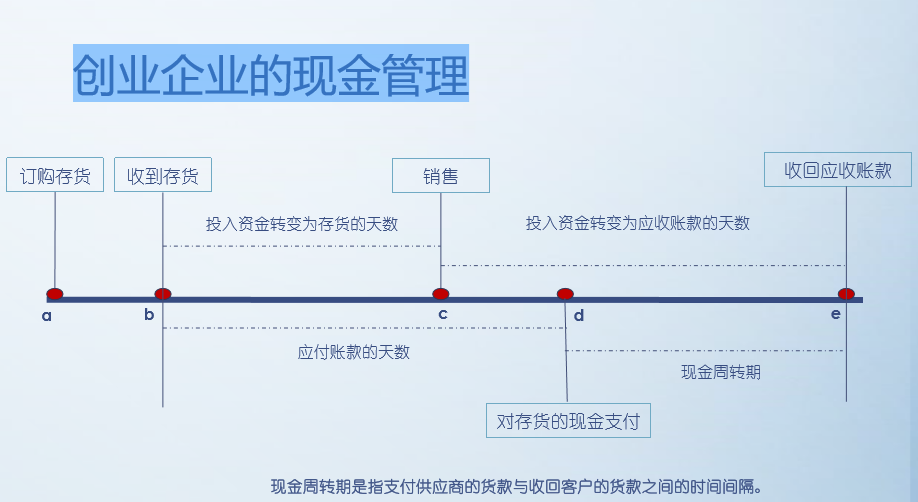 创业企业的现金管理
订购存货
收到存货
销售
收回应收账款
投入资金转变为存货的天数
投入资金转变为应收账款的天数
a
b
c
d
e
应付账款的天数
现金周转期
对存货的现金支付
现金周转期是指支付供应商的货款与收回客户的货款之间的时间间隔。